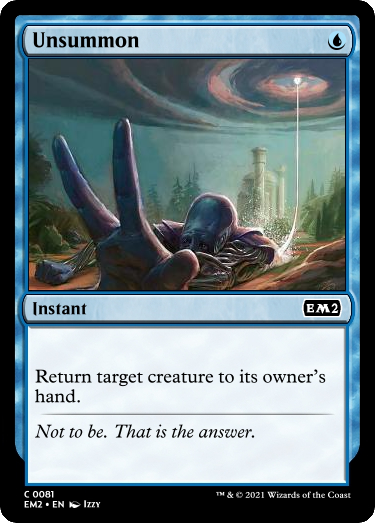 Unsummon
Instant
EM2
Return target creature to its owner's
hand.
Not to be. That is the answer.
C 0081
EM2 • EN Izzy
™ & © 2021 Wizards of the Coast